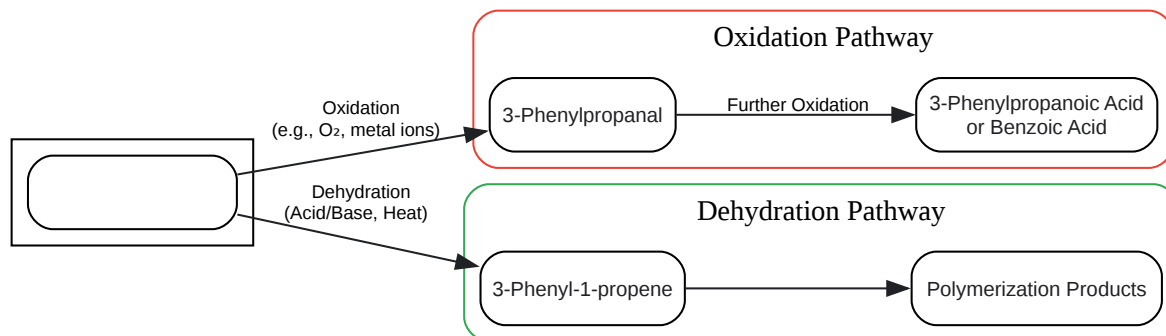 Oxidation Pathway
3-Phenylpropanal
Further Oxidation
3-Phenylpropanoic Acid
or Benzoic Acid
Oxidation
(e.g., O₂, metal ions)
Dehydration
(Acid/Base, Heat)
Dehydration Pathway
3-Phenyl-1-propene
Polymerization Products